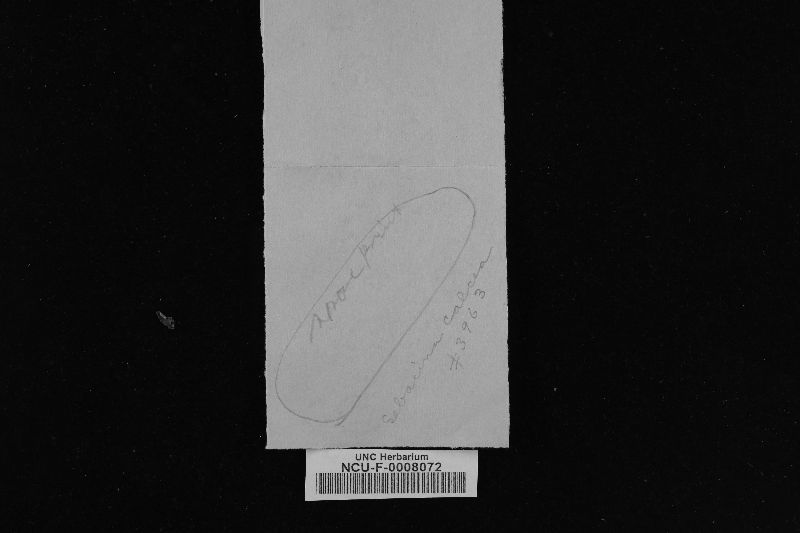 spore print
Sebacina calcea
#3963
UNC Herbarium
NCU-F-0008072